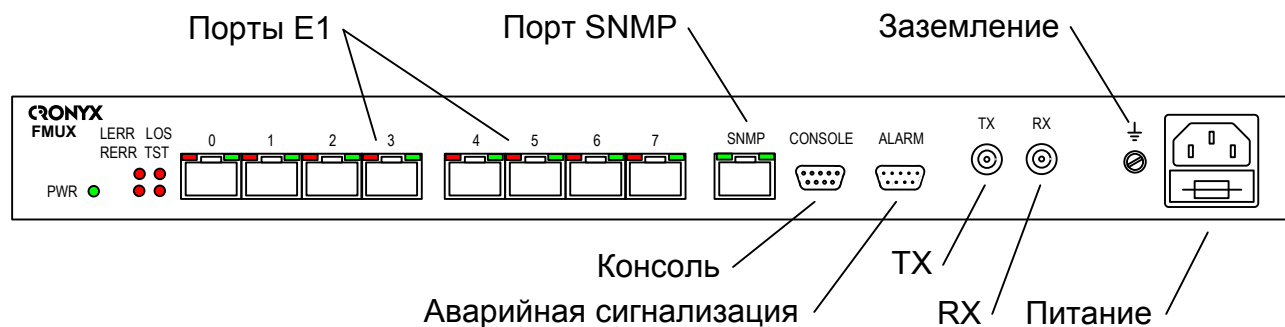 Порты E1 Порт SNMP Заземление
CRONYX
FMUX
LERR LOS
RERR TST
PWR
0 1 2 3 4 5 6 7
SNMP CONSOLE ALARM
TX RX
Консоль TX
Аварийная сигнализация RX Питание